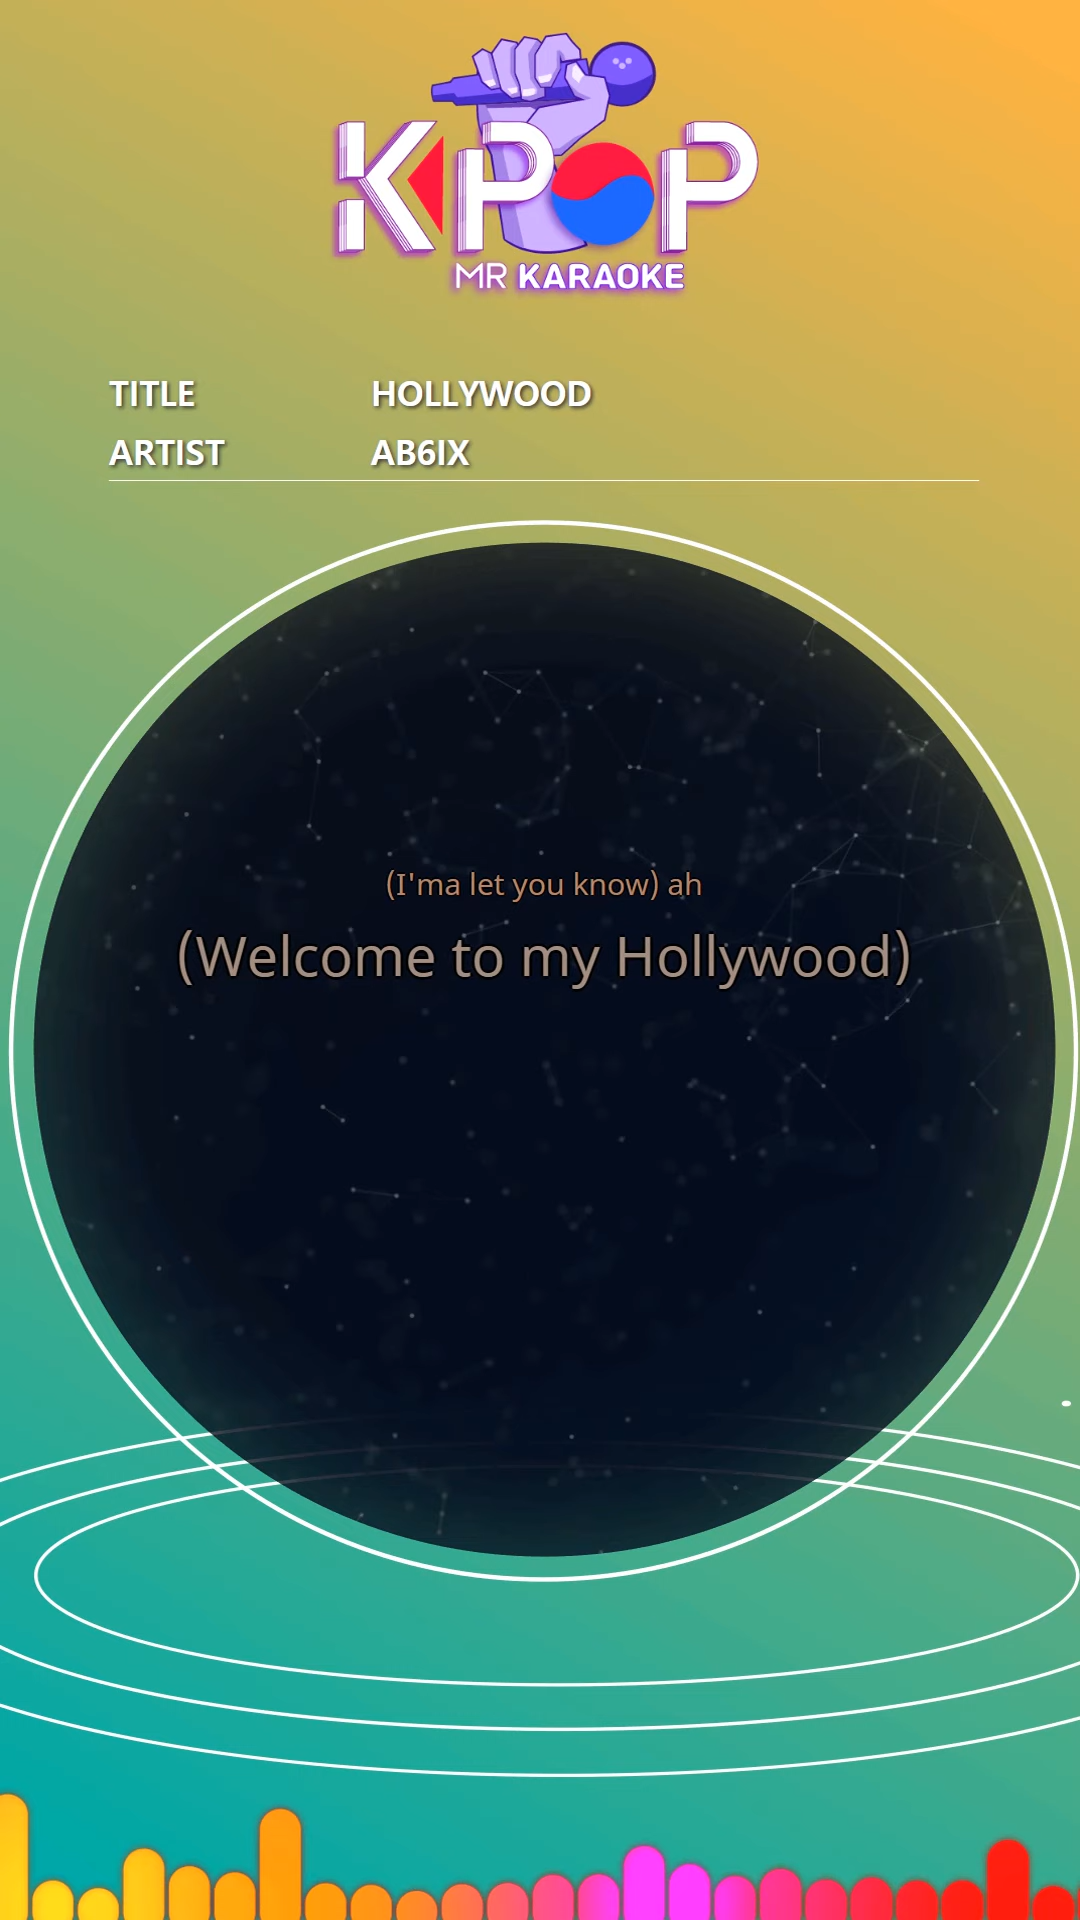 KPOP
MR KARAOKE
TITLE HOLLYWOOD
ARTIST AB6IX
(I'ma let you know) ah
(Welcome to my Hollywood)